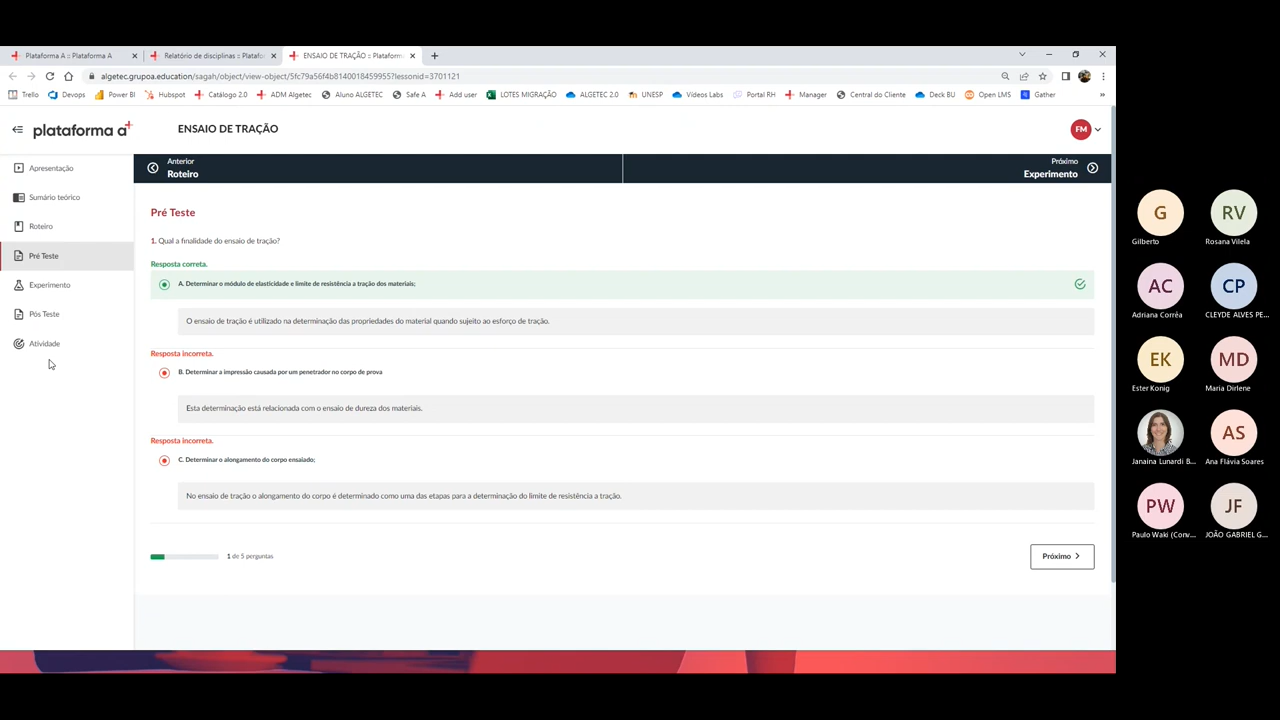 Plataforma A :: Plataforma A
Relatório de disciplinas :: Platafo
ENSAIO DE TRAÇÃO :: Plataform
algetec.grupoa.education/sagah/object/view-object/5fc79a56f4b8140018459955?lessonid=3701121
Trello
Devops
Power BI
Hubspot
Catálogo 2.0
ADM Algetec
Aluno ALGETEC
Safe A
Add user
LOTES MIGRAÇÃO
ALGETEC 2.0
UNESP
Vídeos Labs
Portal RH
Manager
Central do Cliente
Deck BU
Open LMS
Gather
»
plataforma a+
ENSAIO DE TRAÇÃO
FM
Apresentação
Sumário teórico
Roteiro
Pré Teste
Experimento
Pós Teste
Atividade
Anterior
Roteiro
Próximo
Experimento
Pré Teste
1. Qual a finalidade do ensaio de tração?
Resposta correta.
A. Determinar o módulo de elasticidade e limite de resistência a tração dos materiais;
O ensaio de tração é utilizado na determinação das propriedades do material quando sujeito ao esforço de tração.
Resposta incorreta.
B. Determinar a impressão causada por um penetrador no corpo de prova
Esta determinação está relacionada com o ensaio de dureza dos materiais.
Resposta incorreta.
C. Determinar o alongamento do corpo ensaiado;
No ensaio de tração o alongamento do corpo é determinado como uma das etapas para a determinação do limite de resistência a tração.
1 de 5 perguntas
Próximo
G
RV
Gilberto
Rosana Vilela
AC
CP
Adriana Corrêa
CLEYDE ALVES PE...
EK
MD
Ester Konig
Maria Dirlene
AS
Janaina Lunardi B...
Ana Flávia Soares
PW
JF
Paulo Waki (Conv...
JOÃO GABRIEL G...